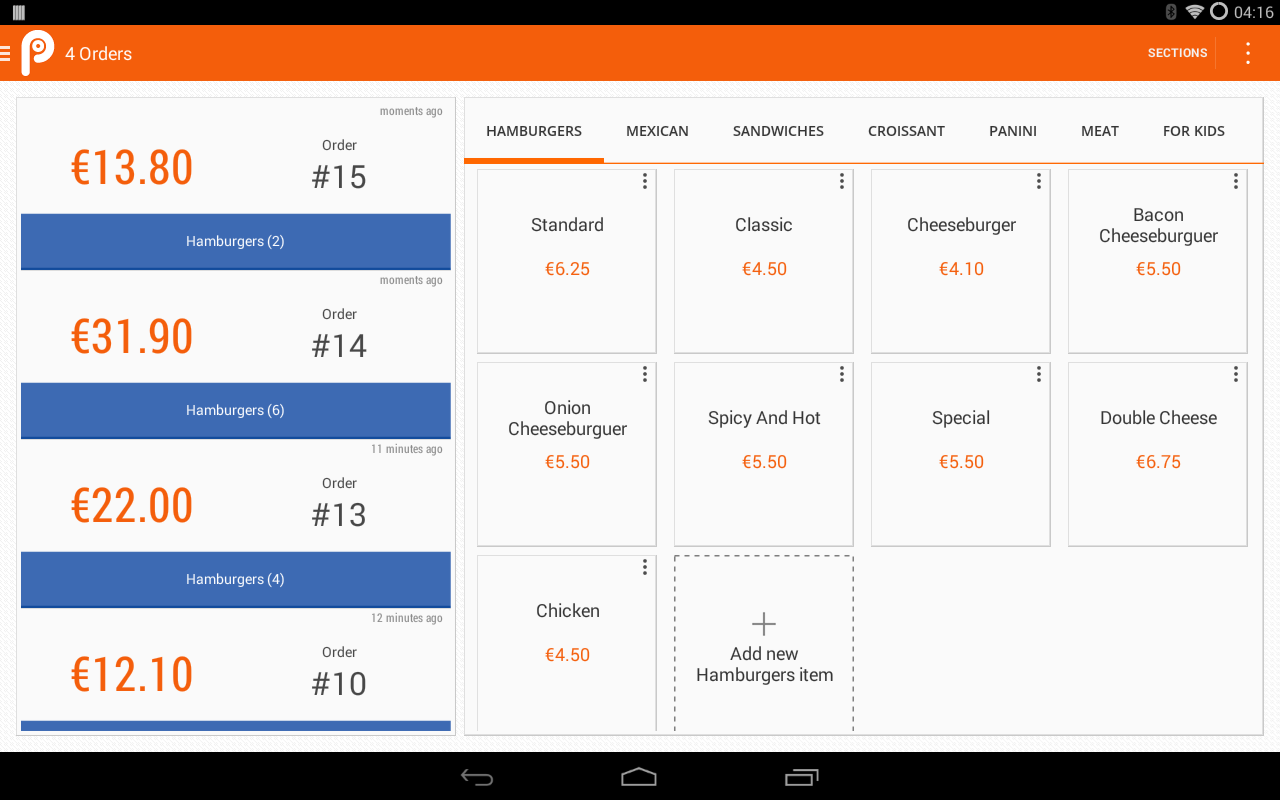 04:16
4 Orders
SECTIONS
moments ago
€13.80
Order
#15
Hamburgers (2)
moments ago
€31.90
Order
#14
Hamburgers (6)
11 minutes ago
€22.00
Order
#13
Hamburgers (4)
12 minutes ago
€12.10
Order
#10
HAMBURGERS
MEXICAN
SANDWICHES
CROISSANT
PANINI
MEAT
FOR KIDS
Standard
€6.25
Classic
€4.50
Cheeseburger
€4.10
Bacon
Cheeseburguer
€5.50
Onion
Cheeseburguer
€5.50
Spicy And Hot
€5.50
Special
€5.50
Double Cheese
€6.75
Chicken
€4.50
Add new
Hamburgers item